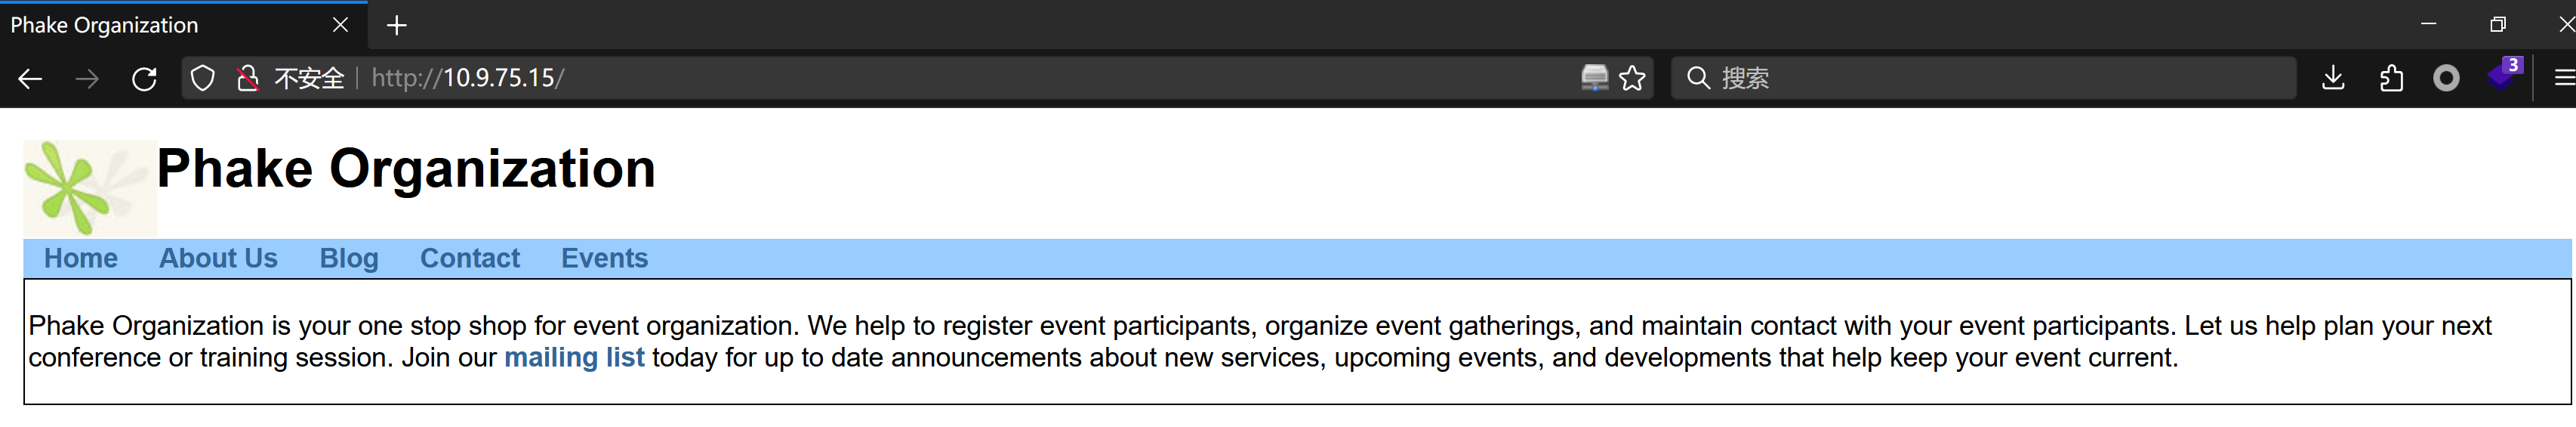 Phake Organization
不安全 http://10.9.75.15/
搜索
3
Phake Organization
Home About Us Blog Contact Events
Phake Organization is your one stop shop for event organization. We help to register event participants, organize event gatherings, and maintain contact with your event participants. Let us help plan your next
conference or training session. Join our mailing list today for up to date announcements about new services, upcoming events, and developments that help keep your event current.